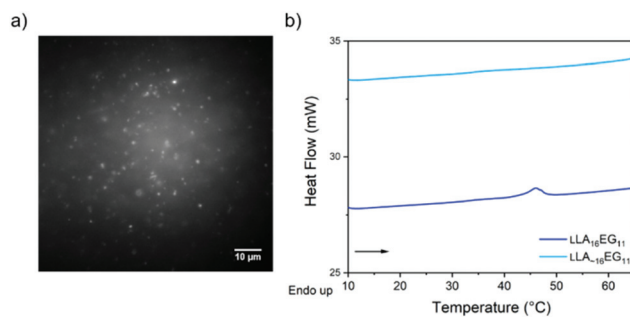 a)
b)
10 μm
Heat Flow (mW)
35
30
25
LLA₁₆EG₁₁
LLA₋₁₆EG₁₁
Endo up
10 20 30 40 50 60
Temperature (°C)